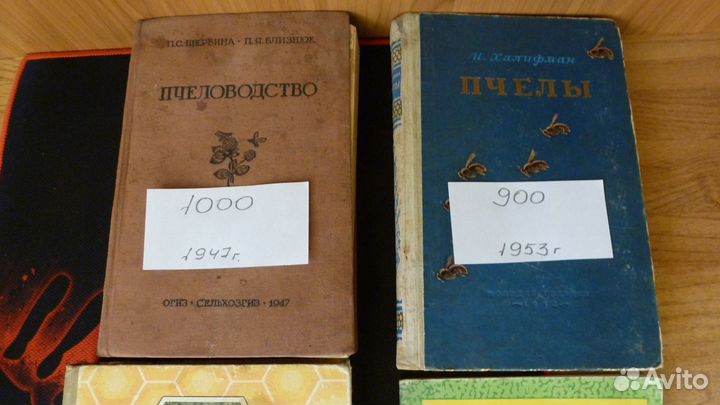 П.С. ЩЕРБИНА · П.Я. БЛИЗНЮК
ПЧЕЛОВОДСТВО
1000
1947г.
ОГИЗ · СЕЛЬХОЗГИЗ · 1947
И. Халифман
ПЧЕЛЫ
900
1953г
Avito